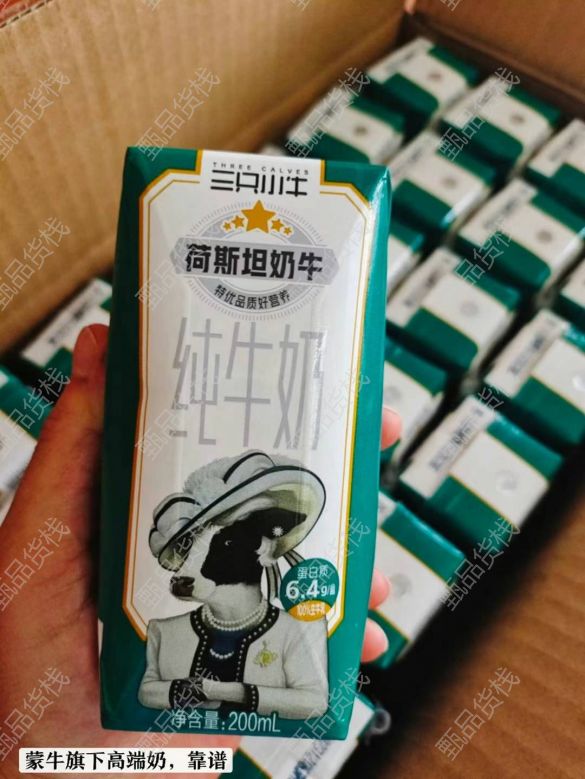 THREE CALVES
三只小牛
荷斯坦奶牛
特优品质好营养
纯牛奶
蛋白质
6.4g/盒
100%生牛乳
净含量:200mL
蒙牛旗下高端奶，靠谱
甄品货栈